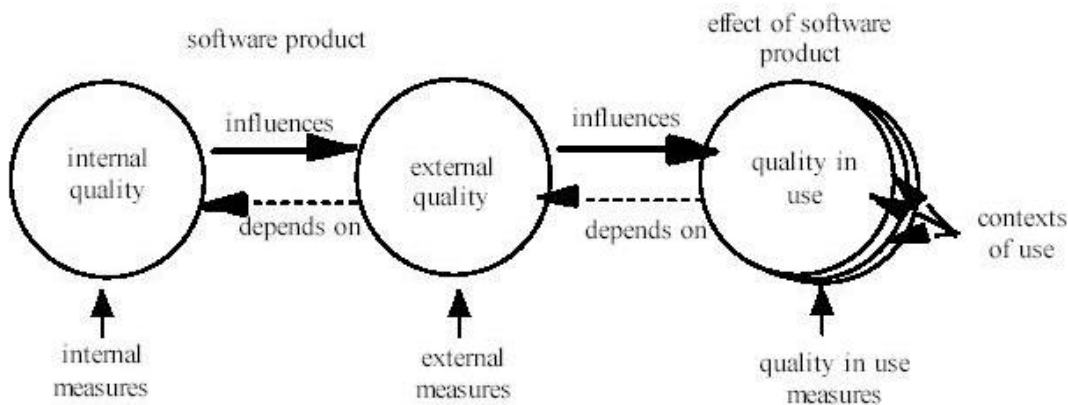 software product
effect of software
product
influences
influences
internal
quality
external
quality
quality in
use
depends on
depends on
contexts
of use
internal
measures
external
measures
quality in use
measures